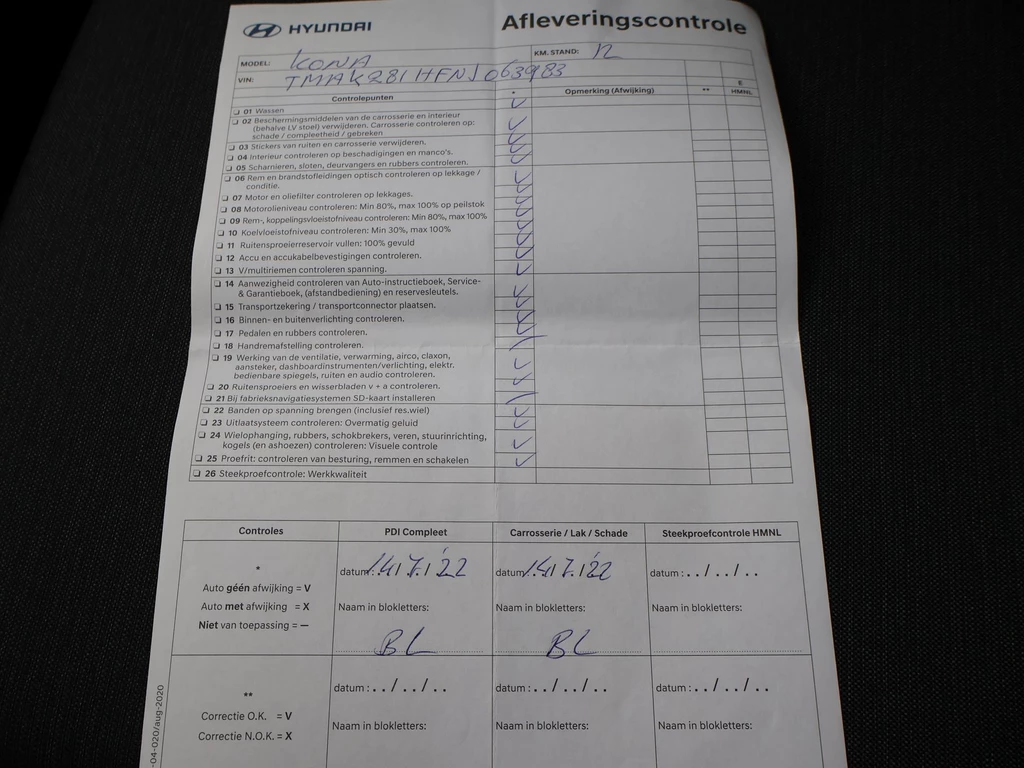 HYUNDAI
Afleveringscontrole
MODEL: KONA KM. STAND: 12
VIN: TMAK281HFNJ063983
Controlepunten * Opmerking (Afwijking) ** E HMNL
01 Wassen
02 Beschermingsmiddelen van de carrosserie en interieur
(behalve LV stoel) verwijderen. Carrosserie controleren op:
schade / compleetheid / gebreken
03 Stickers van ruiten en carrosserie verwijderen.
04 Interieur controleren op beschadigingen en manco's.
05 Scharnieren, sloten, deurvangers en rubbers controleren.
06 Rem en brandstofleidingen optisch controleren op lekkage /
conditie.
07 Motor en oliefilter controleren op lekkages.
08 Motorolieniveau controleren: Min 80%, max 100% op peilstok
09 Rem-, koppelingsvloeistofniveau controleren: Min 80%, max 100%
10 Koelvloeistofniveau controleren: Min 30%, max 100%
11 Ruitensproeierreservoir vullen: 100% gevuld
12 Accu en accukabelbevestigingen controleren.
13 V/multiriemen controleren spanning.
14 Aanwezigheid controleren van Auto-instructieboek, Service-
& Garantieboek, (afstandbediening) en reservesleutels.
15 Transportzekering / transportconnector plaatsen.
16 Binnen- en buitenverlichting controleren.
17 Pedalen en rubbers controleren.
18 Handremafstelling controleren.
19 Werking van de ventilatie, verwarming, airco, claxon,
aansteker, dashboardinstrumenten/verlichting, elektr.
bedienbare spiegels, ruiten en audio controleren.
20 Ruitensproeiers en wisserbladen v + a controleren.
21 Bij fabrieksnavigatiesystemen SD-kaart installeren
22 Banden op spanning brengen (inclusief res.wiel)
23 Uitlaatsysteem controleren: Overmatig geluid
24 Wielophanging, rubbers, schokbrekers, veren, stuurinrichting,
kogels (en ashoezen) controleren: Visuele controle
25 Proefrit: controleren van besturing, remmen en schakelen
26 Steekproefcontrole: Werkkwaliteit
Controles PDI Compleet Carrosserie / Lak / Schade Steekproefcontrole HMNL
* datum: 14/7/'22 datum: 14/7/'22 datum : . . / . . / . .
Auto géén afwijking = V
Auto met afwijking = X Naam in blokletters: Naam in blokletters: Naam in blokletters:
Niet van toepassing = —
BL BL
** datum : . . / . . / . . datum : . . / . . / . . datum : . . / . . / . .
Correctie O.K. = V Naam in blokletters: Naam in blokletters: Naam in blokletters:
Correctie N.O.K. = X
-04-020/aug-2020